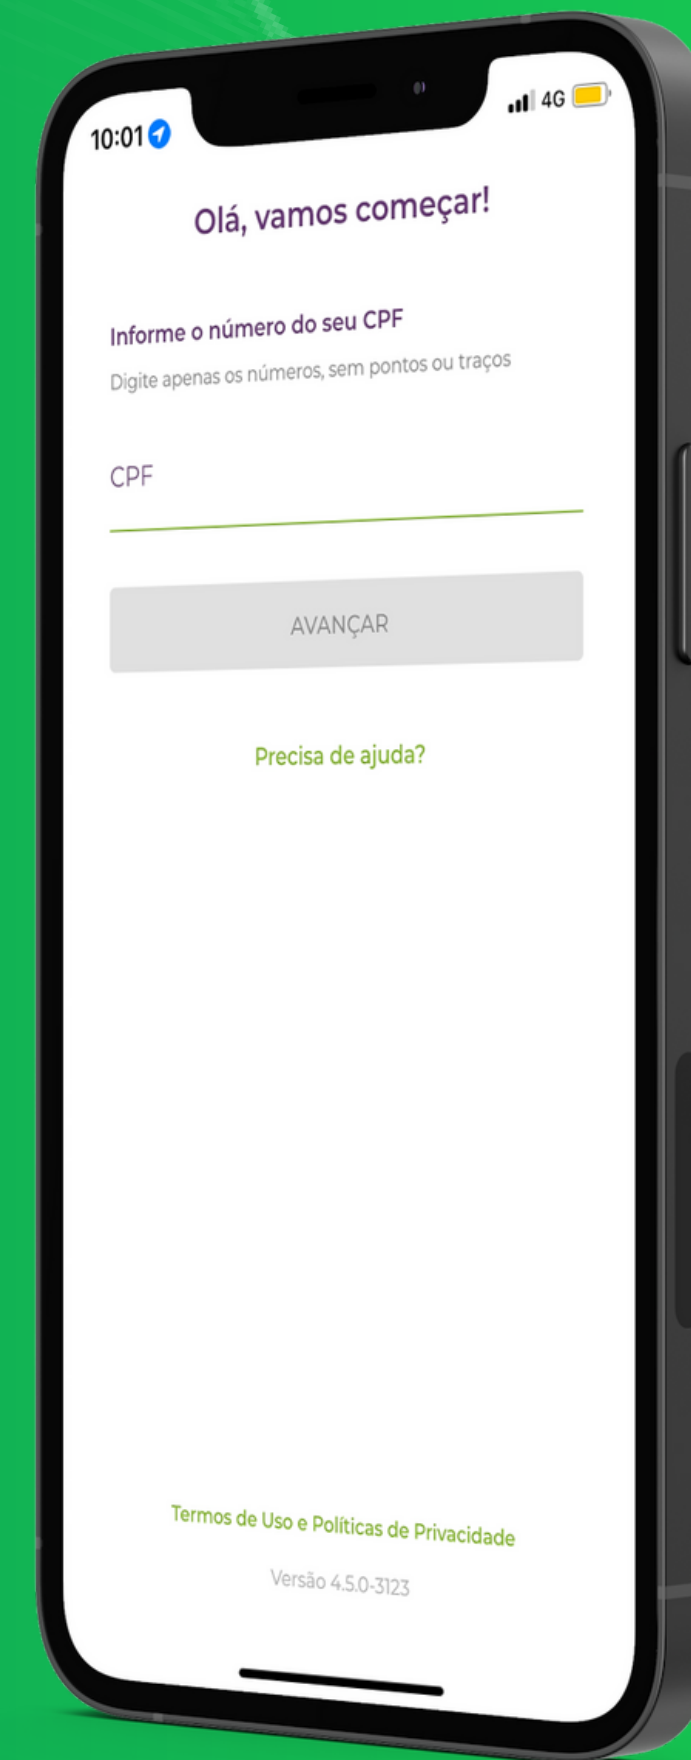 10:01
4G
Olá, vamos começar!
Informe o número do seu CPF
Digite apenas os números, sem pontos ou traços
CPF
AVANÇAR
Precisa de ajuda?
Termos de Uso e Políticas de Privacidade
Versão 4.5.0-3123